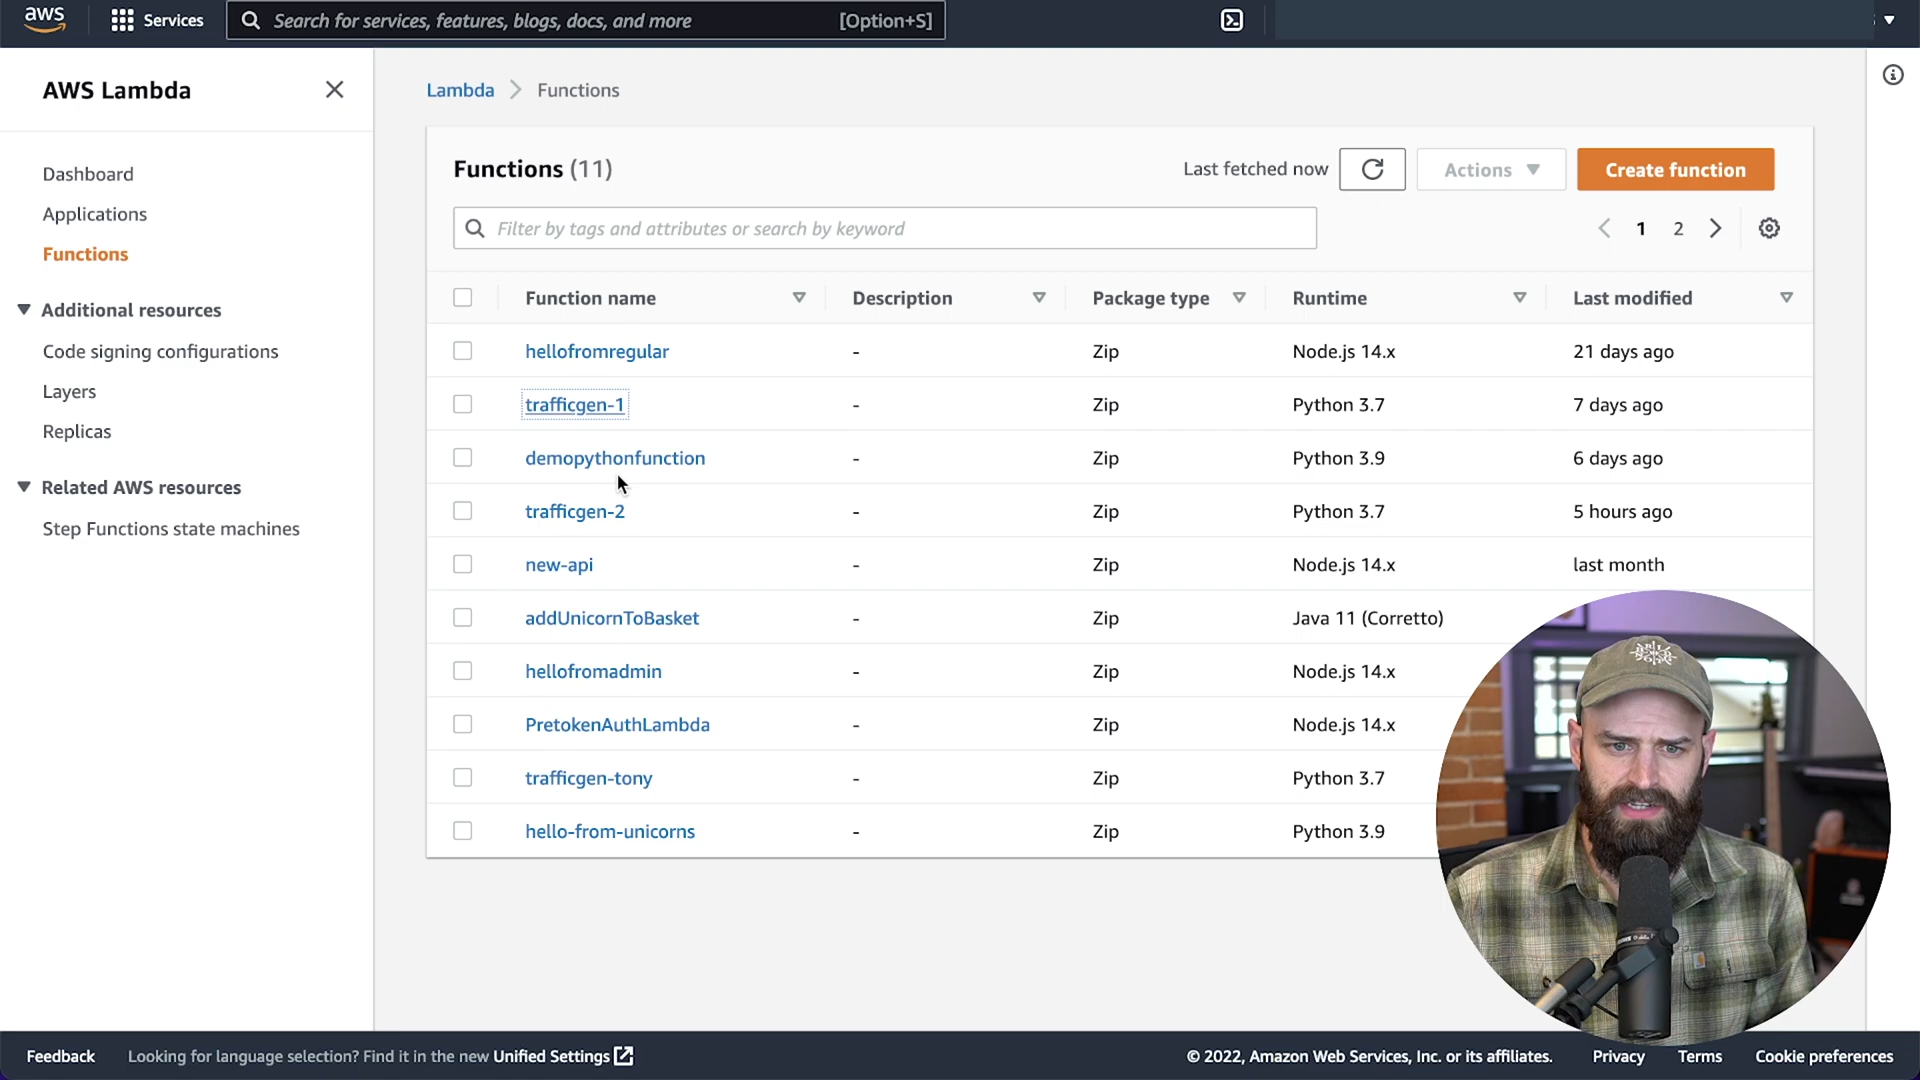 aws
Services
Search for services, features, blogs, docs, and more [Option+S]
AWS Lambda
Dashboard
Applications
Functions
Additional resources
Code signing configurations
Layers
Replicas
Related AWS resources
Step Functions state machines
Lambda > Functions
Functions (11)
Last fetched now
Actions
Create function
Filter by tags and attributes or search by keyword
1 2
Function name Description Package type Runtime Last modified
hellofromregular - Zip Node.js 14.x 21 days ago
trafficgen-1 - Zip Python 3.7 7 days ago
demopythonfunction - Zip Python 3.9 6 days ago
trafficgen-2 - Zip Python 3.7 5 hours ago
new-api - Zip Node.js 14.x last month
addUnicornToBasket - Zip Java 11 (Corretto)
hellofromadmin - Zip Node.js 14.x
PretokenAuthLambda - Zip Node.js 14.x
trafficgen-tony - Zip Python 3.7
hello-from-unicorns - Zip Python 3.9
Feedback Looking for language selection? Find it in the new Unified Settings © 2022, Amazon Web Services, Inc. or its affiliates. Privacy Terms Cookie preferences